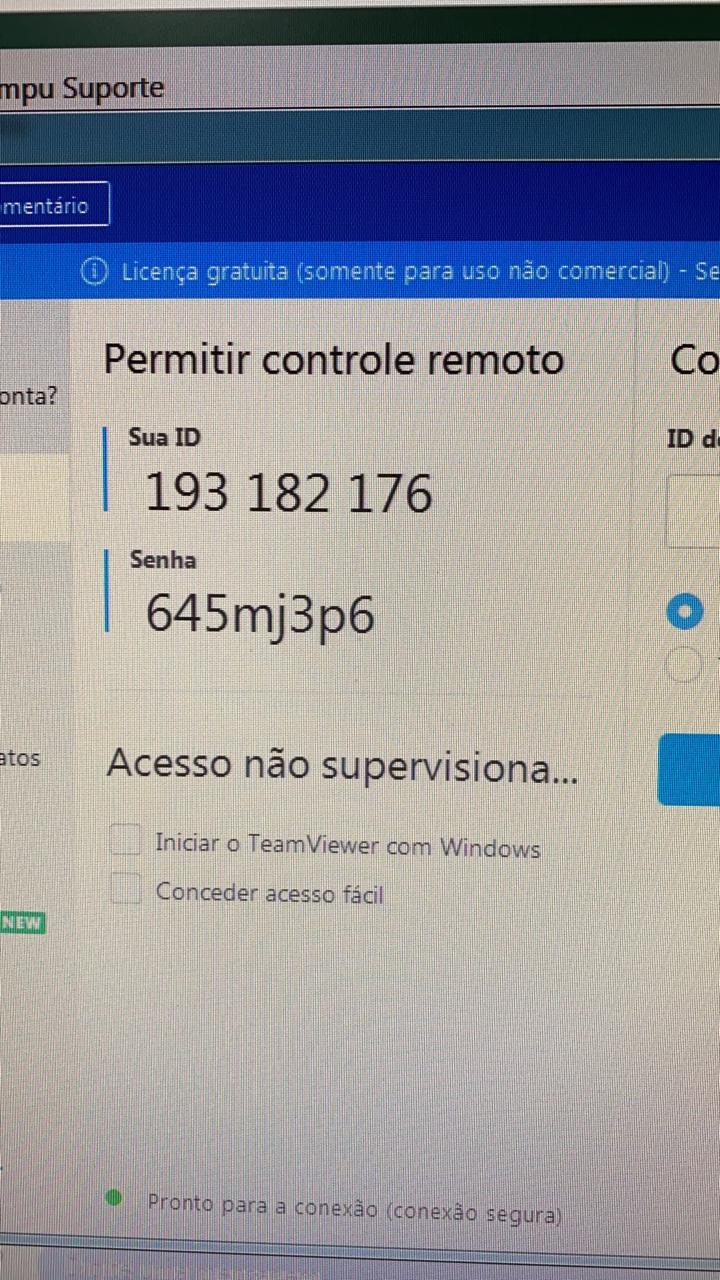 mpu Suporte
mentário
Licença gratuita (somente para uso não comercial) - Se
Permitir controle remoto
Co
onta?
Sua ID
ID de
193 182 176
Senha
645mj3p6
Acesso não supervisiona...
atos
Iniciar o TeamViewer com Windows
Conceder acesso fácil
NEW
Pronto para a conexão (conexão segura)